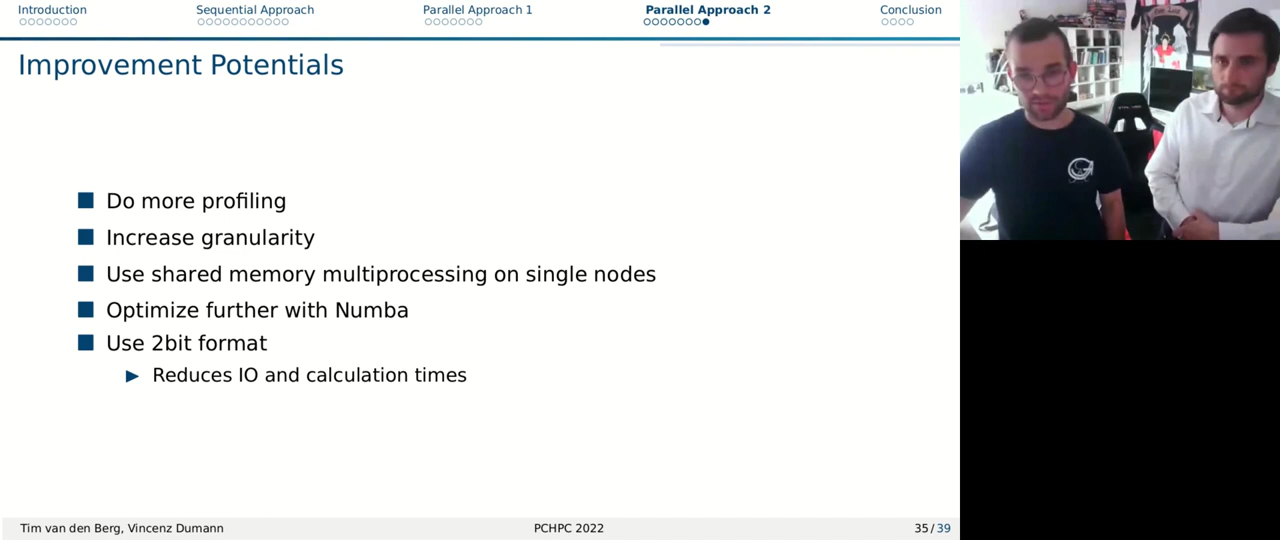 Introduction
Sequential Approach
Parallel Approach 1
Parallel Approach 2
Conclusion
Improvement Potentials
Do more profiling
Increase granularity
Use shared memory multiprocessing on single nodes
Optimize further with Numba
Use 2bit format
Reduces IO and calculation times
Tim van den Berg, Vincenz Dumann
PCHPC 2022
35/39